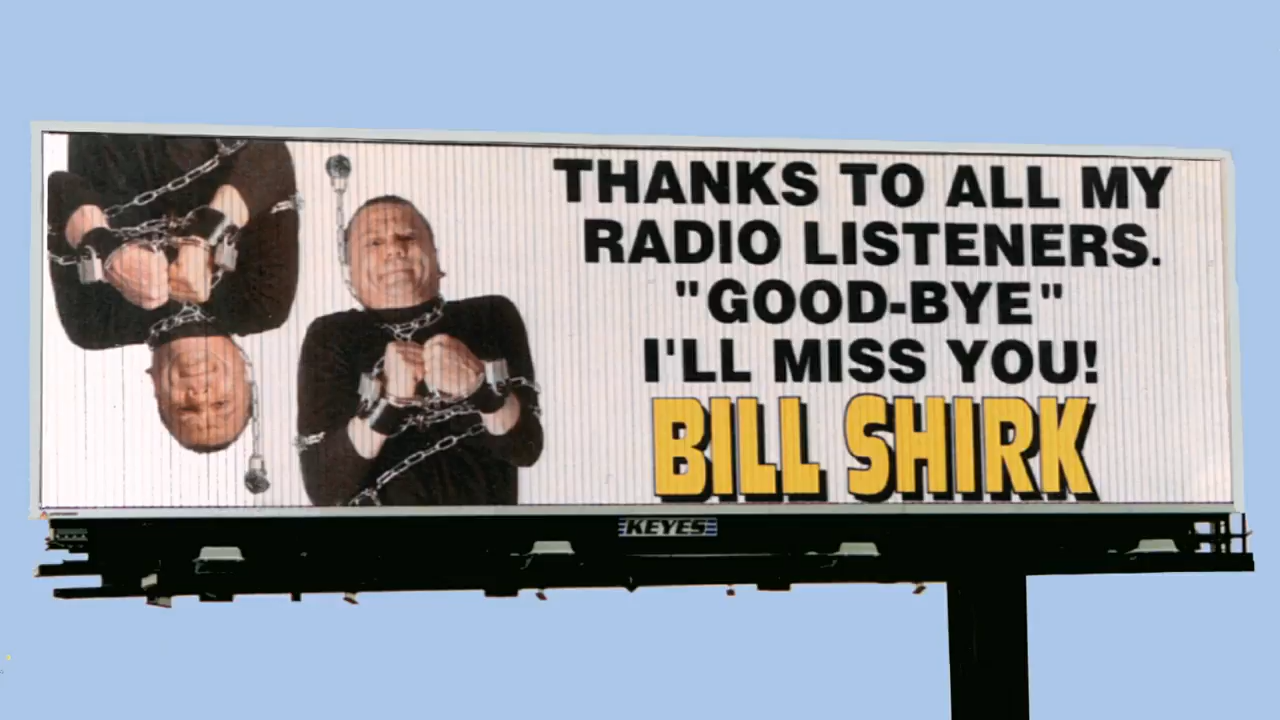 THANKS TO ALL MY
RADIO LISTENERS.
"GOOD-BYE"
I'LL MISS YOU!
BILL SHIRK
KEYES